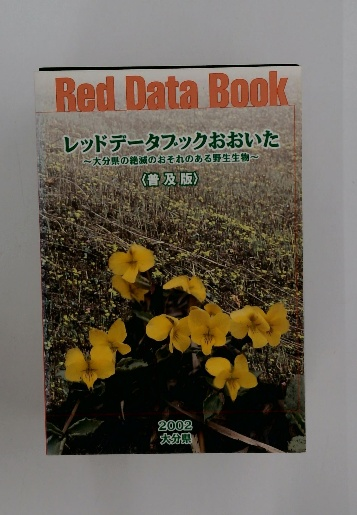 Red Data Book
レッドデータブックおおいた
～大分県の絶滅のおそれのある野生生物～
〈普及版〉
2002
大分県